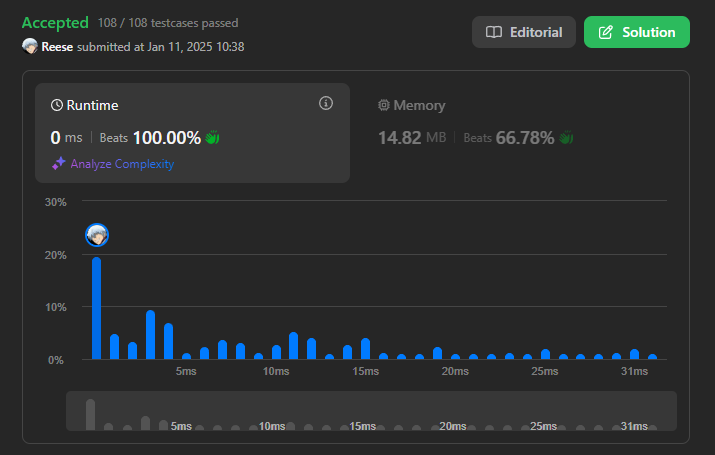 Accepted 108 / 108 testcases passed
Editorial
Solution
Reese submitted at Jan 11, 2025 10:38
Runtime
0 ms | Beats 100.00%
Analyze Complexity
Memory
14.82 MB | Beats 66.78%
30%
20%
10%
0%
5ms 10ms 15ms 20ms 25ms 31ms
5ms 10ms 15ms 20ms 25ms 31ms